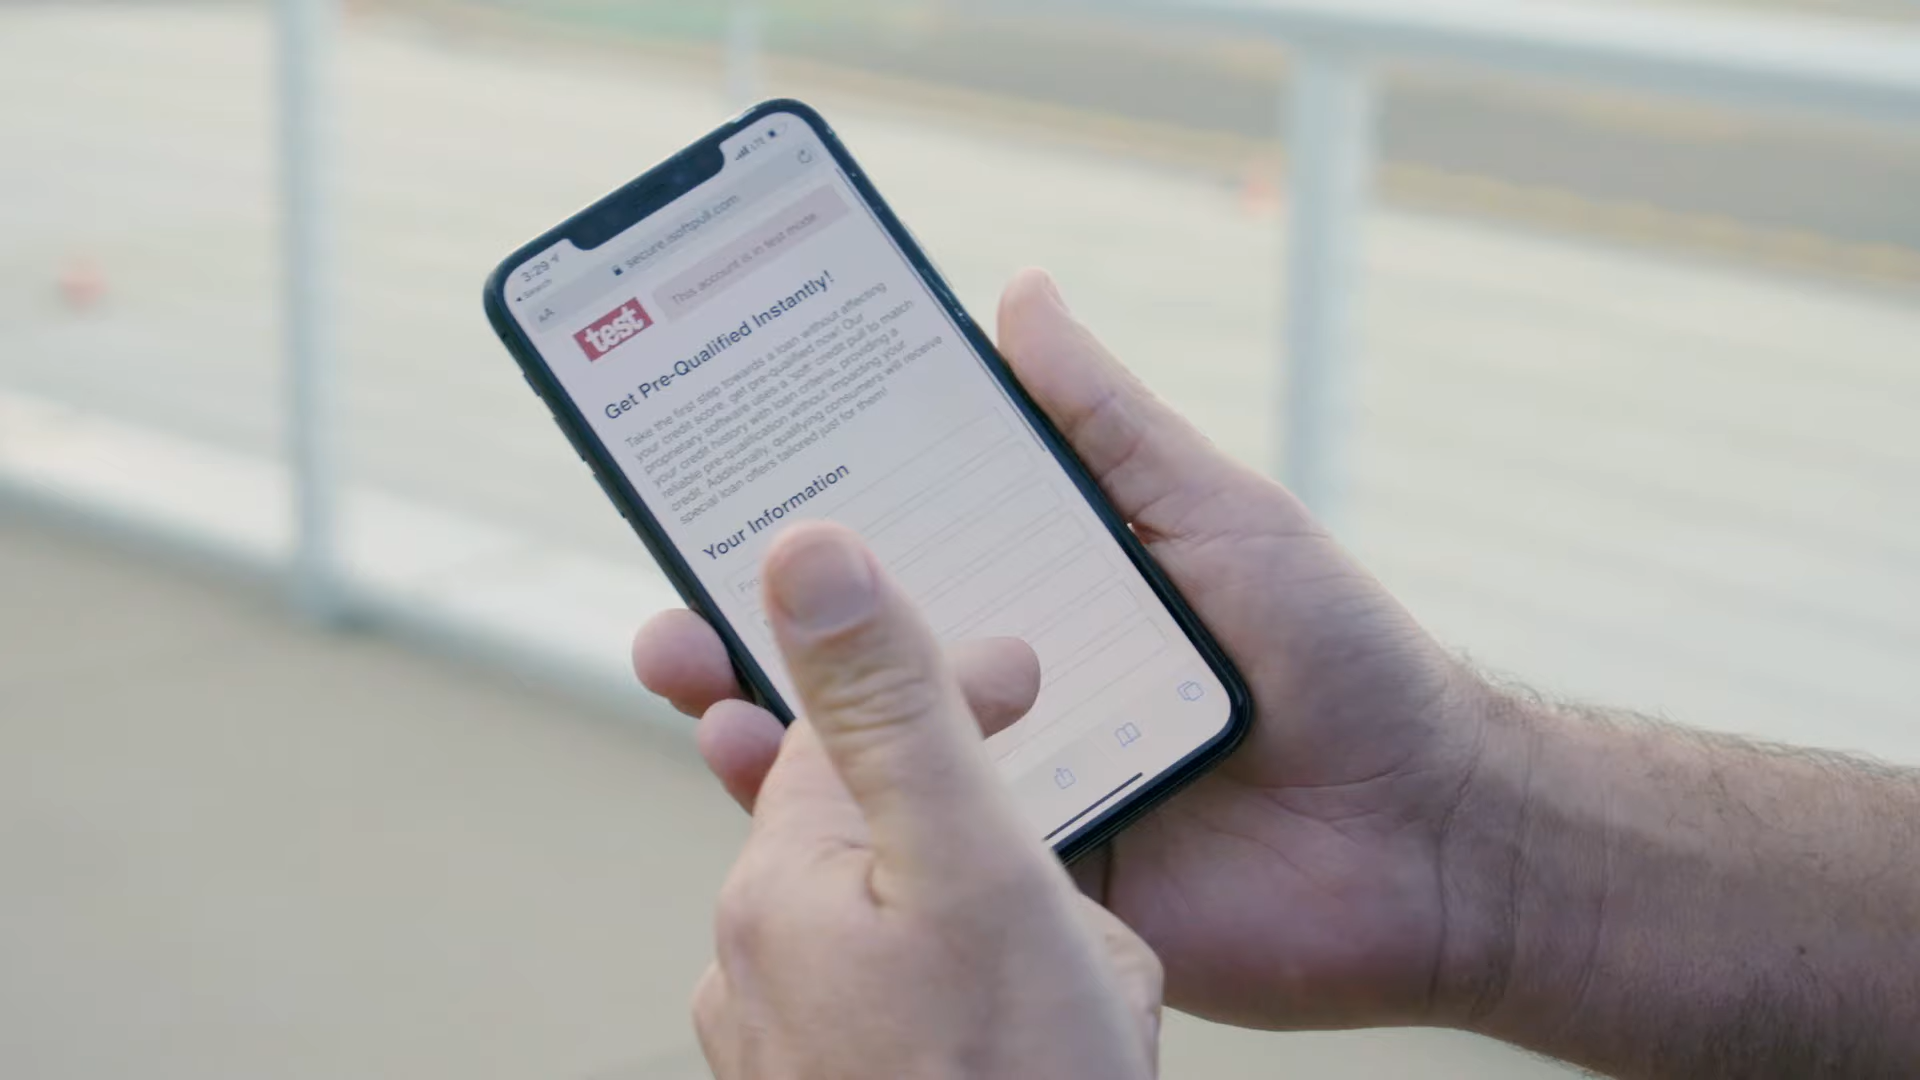 3:29
LTE
Search
AA
secure.isoftpull.com
test
This account is in test mode.
Get Pre-Qualified Instantly!
Take the first step towards a loan without affecting
your credit score, get pre-qualified now! Our
proprietary software uses a 'soft' credit pull to match
your credit history with loan criteria, providing a
reliable pre-qualification without impacting your
credit. Additionally, qualifying consumers will receive
special loan offers tailored just for them!
Your Information